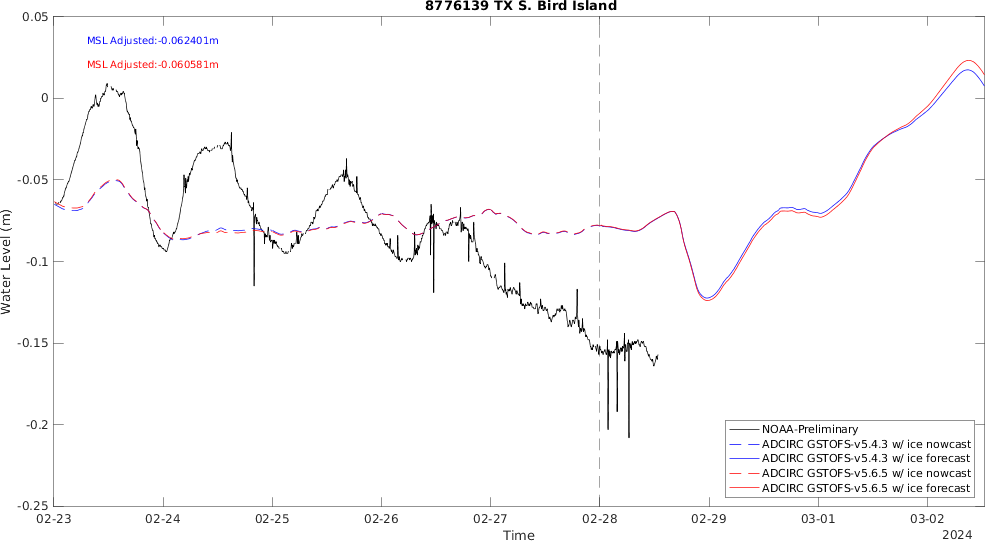 8776139 TX S. Bird Island
MSL Adjusted:-0.062401m
MSL Adjusted:-0.060581m
0.05
0
-0.05
-0.1
-0.15
-0.2
-0.25
Water Level (m)
02-23 02-24 02-25 02-26 02-27 02-28 02-29 03-01 03-02
Time
2024
NOAA-Preliminary
ADCIRC GSTOFS-v5.4.3 w/ ice nowcast
ADCIRC GSTOFS-v5.4.3 w/ ice forecast
ADCIRC GSTOFS-v5.6.5 w/ ice nowcast
ADCIRC GSTOFS-v5.6.5 w/ ice forecast